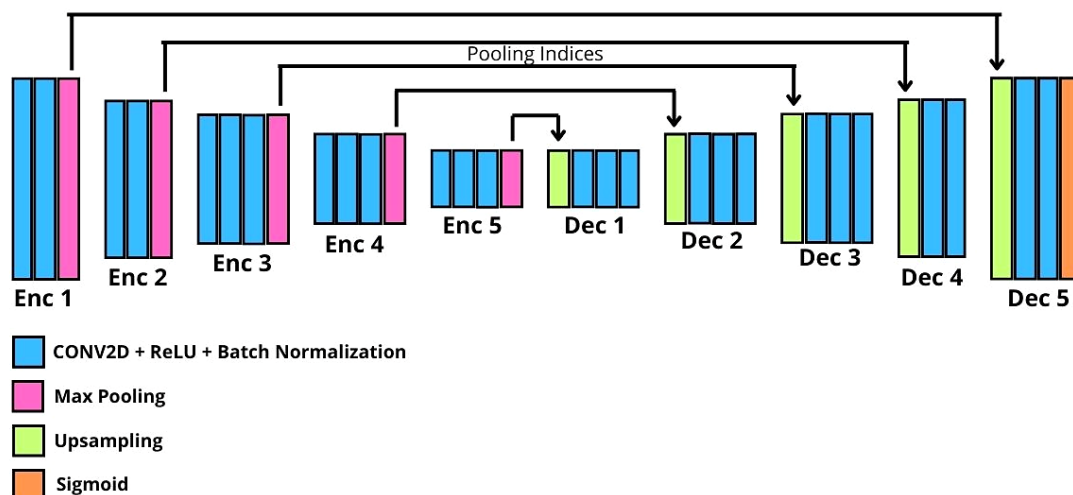 Pooling Indices
Enc 1
Enc 2
Enc 3
Enc 4
Enc 5
Dec 1
Dec 2
Dec 3
Dec 4
Dec 5
CONV2D + ReLU + Batch Normalization
Max Pooling
Upsampling
Sigmoid